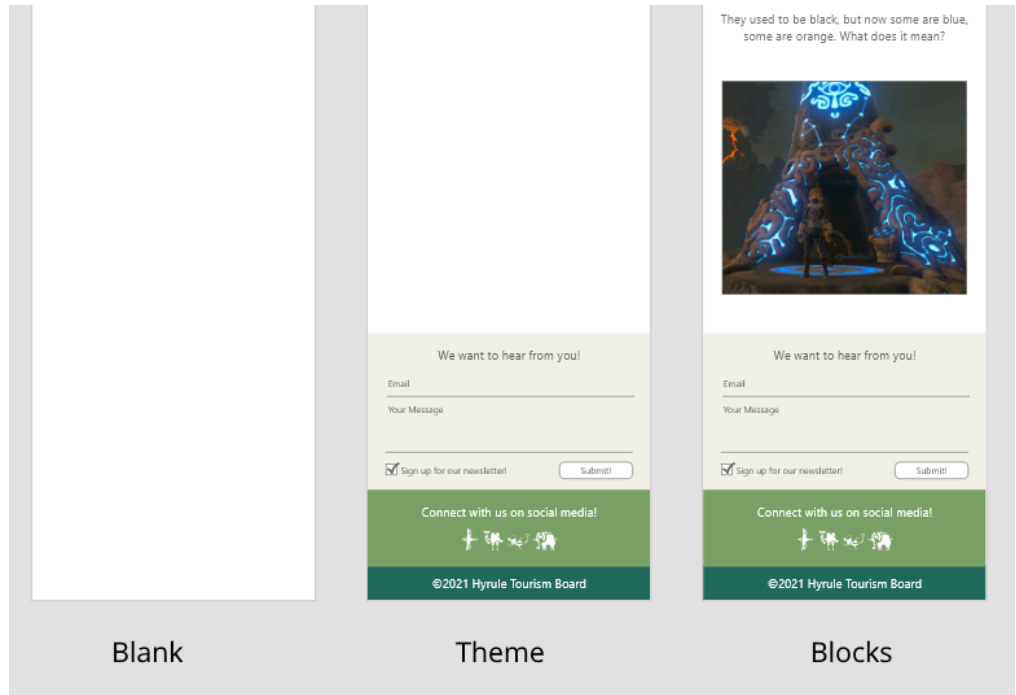 They used to be black, but now some are blue,
some are orange. What does it mean?
We want to hear from you!
Email
Your Message
Sign up for our newsletter!
Submit!
Connect with us on social media!
©2021 Hyrule Tourism Board
We want to hear from you!
Email
Your Message
Sign up for our newsletter!
Submit!
Connect with us on social media!
©2021 Hyrule Tourism Board
Blank
Theme
Blocks